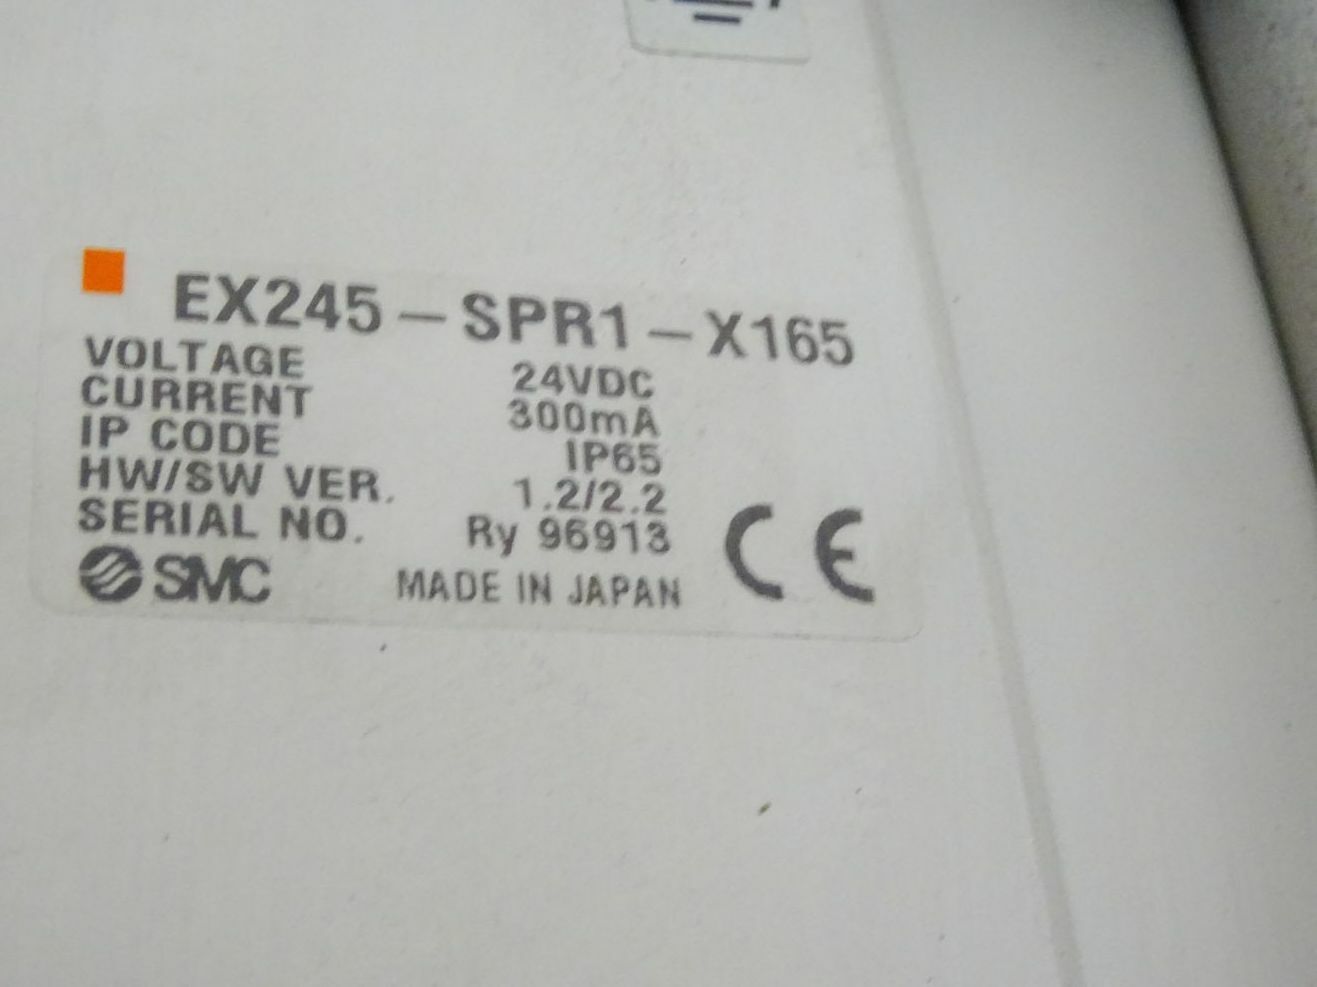 EX245-SPR1-X165
VOLTAGE 24VDC
CURRENT 300mA
IP CODE IP65
HW/SW VER. 1.2/2.2
SERIAL NO. Ry 96913
SMC MADE IN JAPAN CE